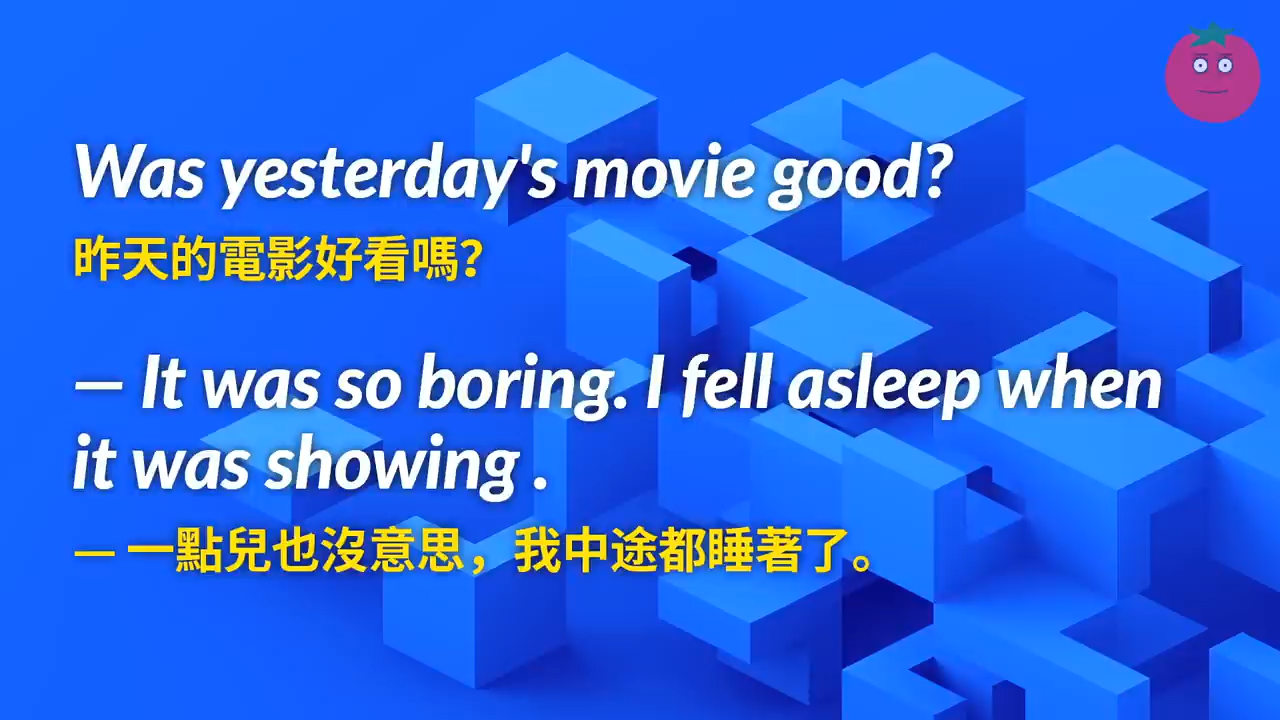 Was yesterday's movie good?
昨天的電影好看嗎?
— It was so boring. I fell asleep when
it was showing .
— 一點兒也沒意思，我中途都睡著了。